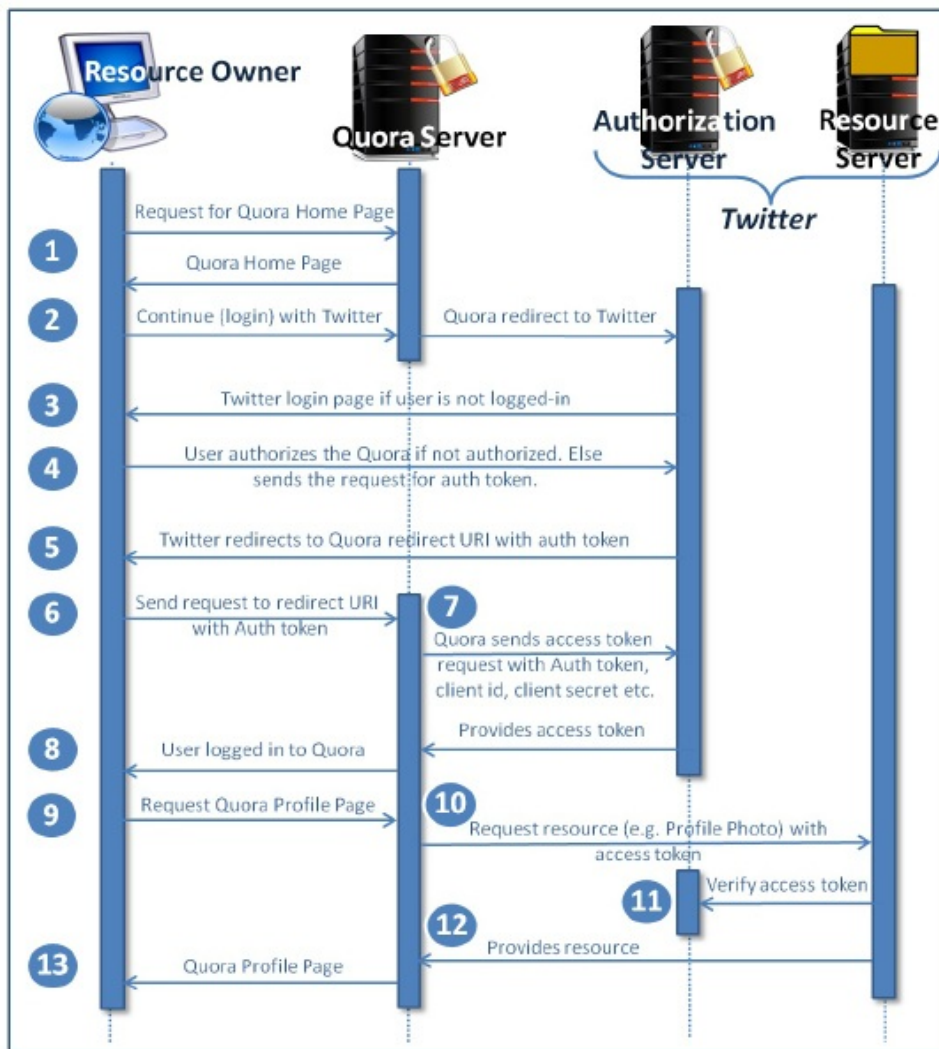 Resource Owner
Quora Server
Authorization
Server
Resource
Server
Twitter
Request for Quora Home Page
1
Quora Home Page
2
Continue (login) with Twitter
Quora redirect to Twitter
3
Twitter login page if user is not logged-in
4
User authorizes the Quora if not authorized. Else
sends the request for auth token.
5
Twitter redirects to Quora redirect URI with auth token
6
Send request to redirect URI
with Auth token
7
Quora sends access token
request with Auth token,
client id, client secret etc.
Provides access token
8
User logged in to Quora
9
Request Quora Profile Page
10
Request resource (e.g. Profile Photo) with
access token
Verify access token
11
12
Provides resource
13
Quora Profile Page